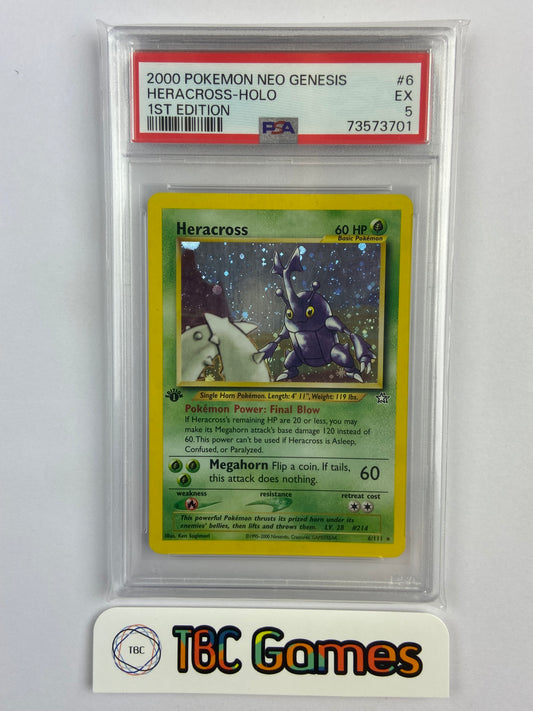 2000 POKEMON NEO GENESIS #6
HERACROSS-HOLO EX
1ST EDITION 5
PSA 73573701
Heracross 60 HP
Basic Pokémon
Single Horn Pokémon. Length: 4' 11", Weight: 119 lbs.
EDITION
1
Pokémon Power: Final Blow
If Heracross's remaining HP are 20 or less, you may
make its Megahorn attack's base damage 120 instead of
60. This power can't be used if Heracross is Asleep,
Confused, or Paralyzed.
Megahorn Flip a coin. If tails, 60
this attack does nothing.
weakness resistance retreat cost
This powerful Pokémon thrusts its prized horn under its
enemies' bellies, then lifts and throws them. LV. 28 #214
Illus. Ken Sugimori ©1995-2000 Nintendo, Creatures, GAMEFREAK. 6/111 ★
TBC TBC Games